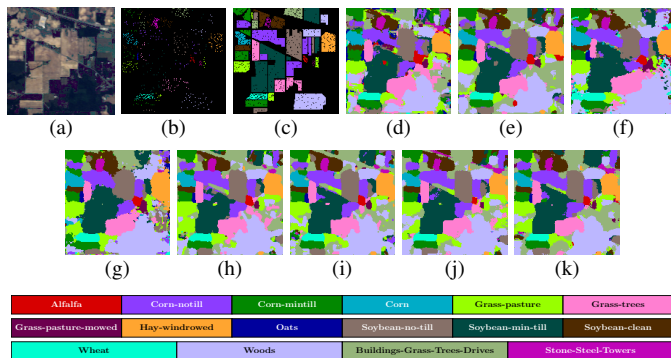 (a) (b) (c) (d) (e) (f)
(g) (h) (i) (j) (k)
Alfalfa Corn-notill Corn-mintill Corn Grass-pasture Grass-trees
Grass-pasture-mowed Hay-windrowed Oats Soybean-no-till Soybean-min-till Soybean-clean
Wheat Woods Buildings-Grass-Trees-Drives Stone-Steel-Towers